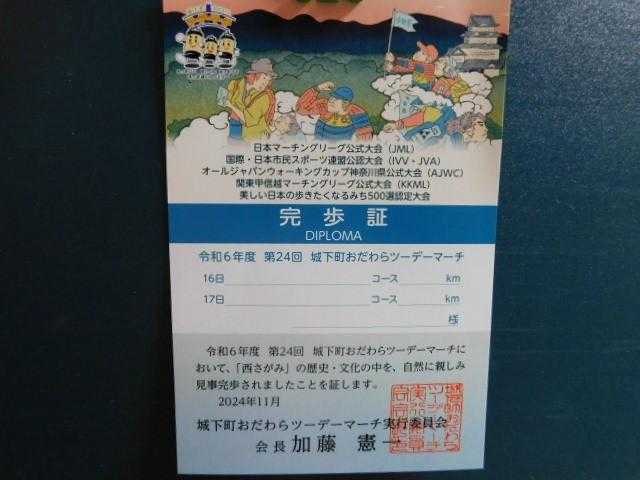 日本マーチングリーグ公式大会（JML）
国際・日本市民スポーツ連盟公認大会（IVV・JVA）
オールジャパンウォーキングカップ神奈川県公式大会（AJWC）
関東甲信越マーチングリーグ公式大会（KKML）
美しい日本の歩きたくなるみち500選認定大会
完歩証
DIPLOMA
令和6年度 第24回 城下町おだわらツーデーマーチ
16日 コース km
17日 コース km
様
令和6年度 第24回 城下町おだわらツーデーマーチに
おいて、「西さがみ」の歴史・文化の中を、自然に親しみ
見事完歩されましたことを証します。
2024年11月
城下町おだわらツーデーマーチ実行委員会
会長 加藤 憲一